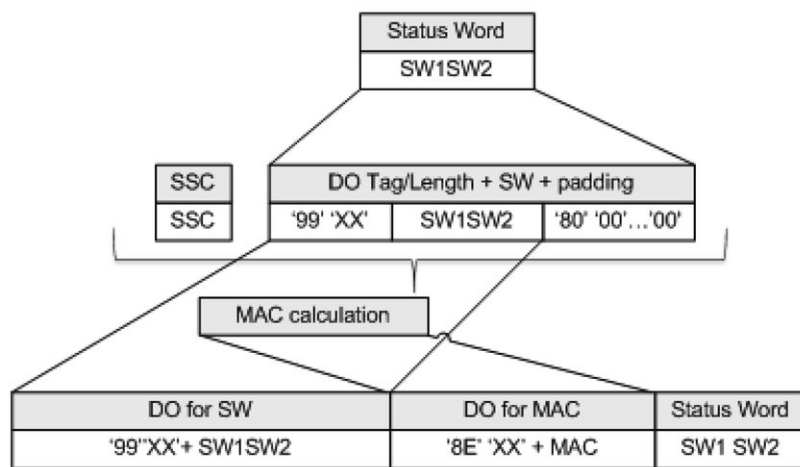 Status Word
SW1SW2
SSC DO Tag/Length + SW + padding
SSC ‘99’ ‘XX’ SW1SW2 ‘80’ ‘00’…‘00’
MAC calculation
DO for SW DO for MAC Status Word
‘99’‘XX’+ SW1SW2 ‘8E’ ‘XX’ + MAC SW1 SW2